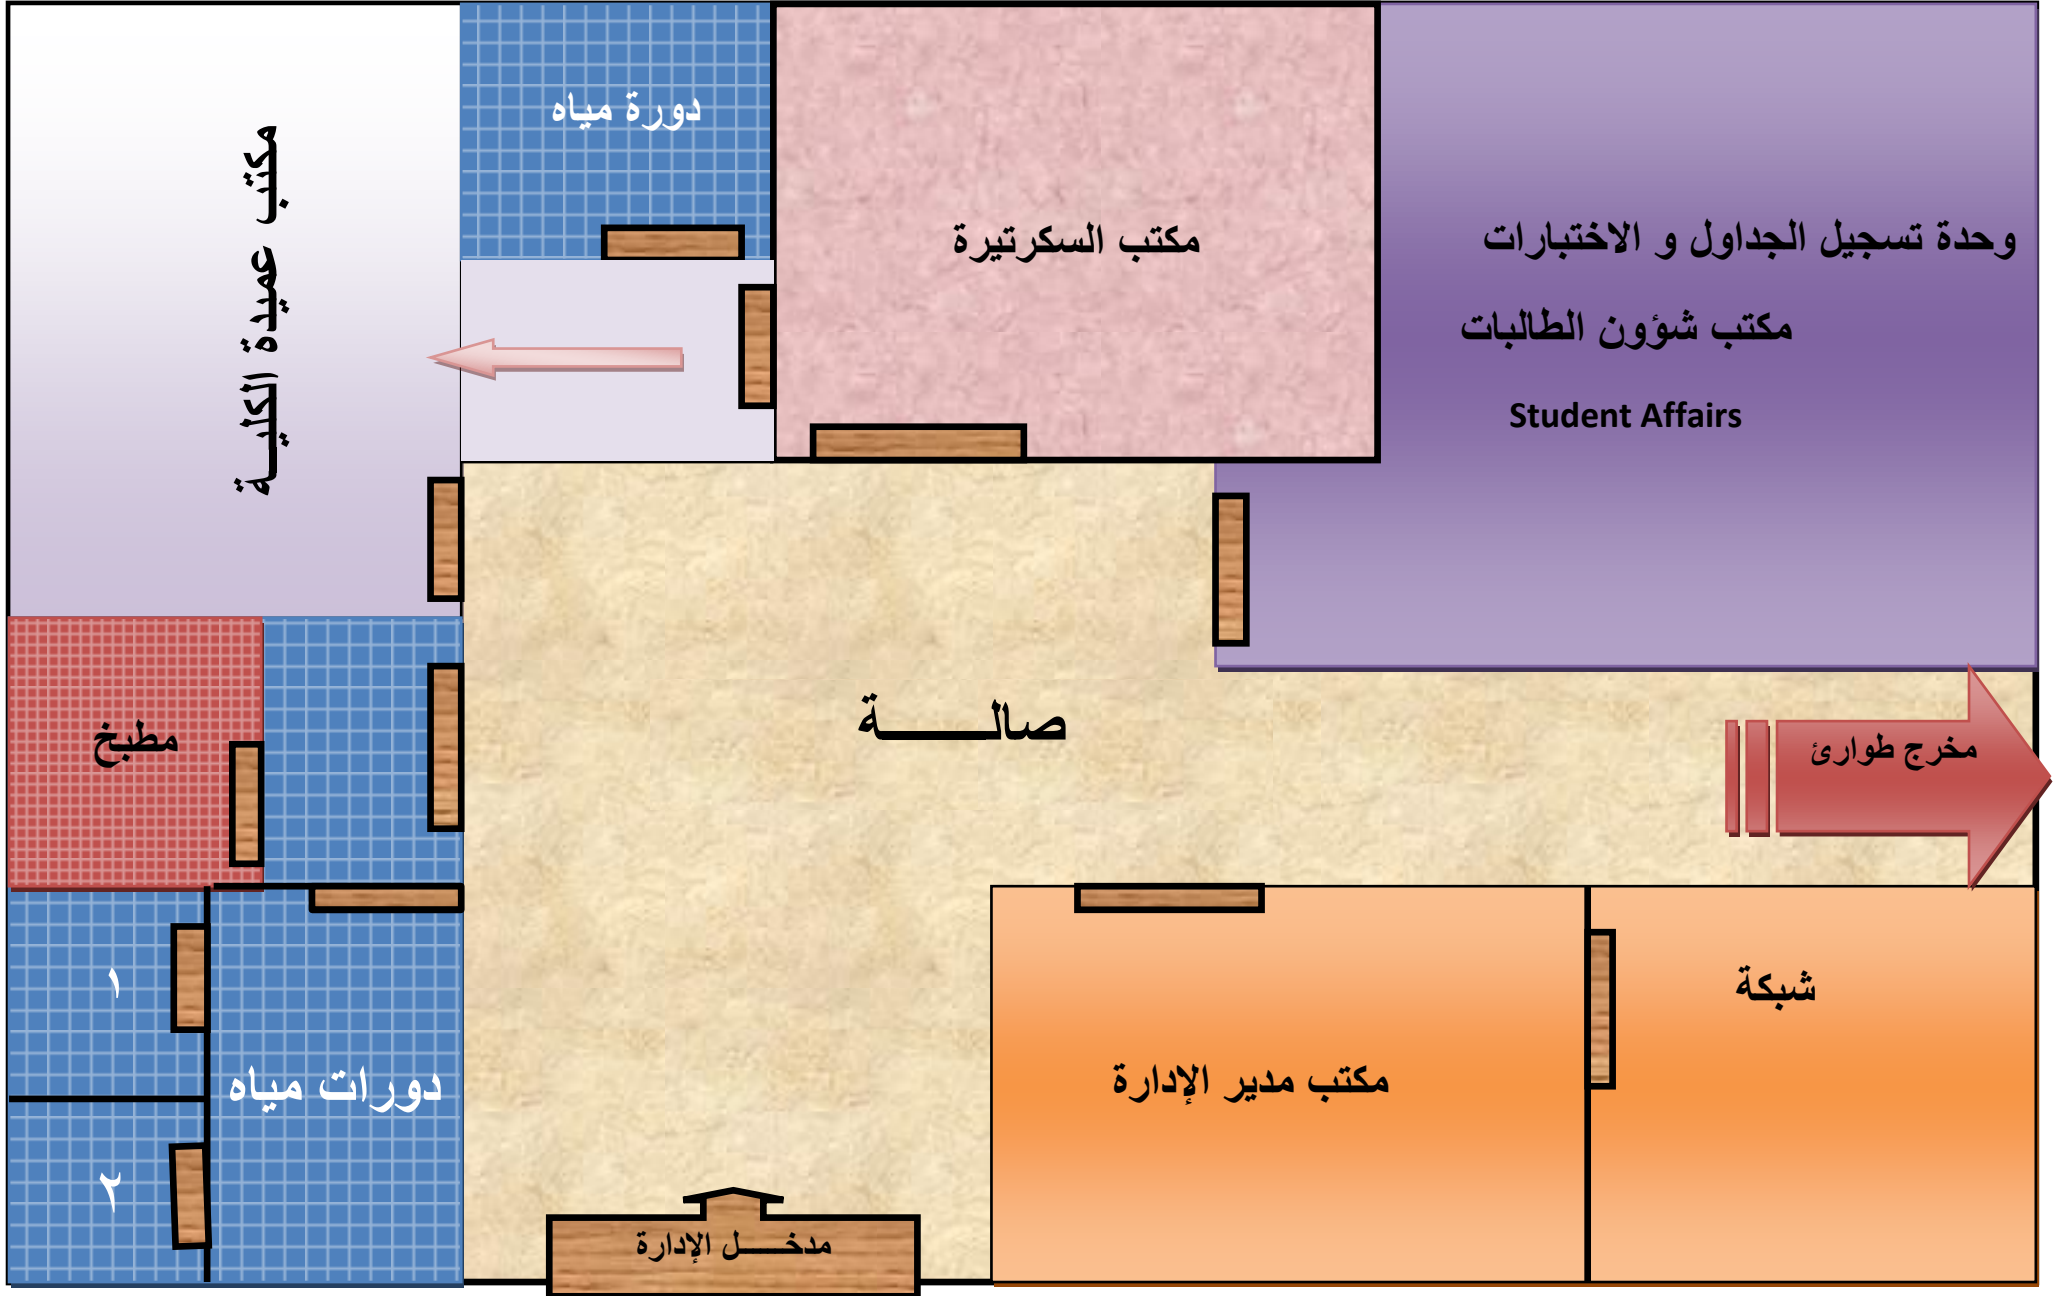 وحدة تسجيل الجداول و الاختبارات
مكتب شؤون الطالبات
Student Affairs
مكتب السكرتيرة
دورة مياه
مكتب عميدة الكليـــة
صالـــــــة
مخرج طوارئ
مطبخ
شبكة
مكتب مدير الإدارة
دورات مياه
١
٢
مدخـــــل الإدارة